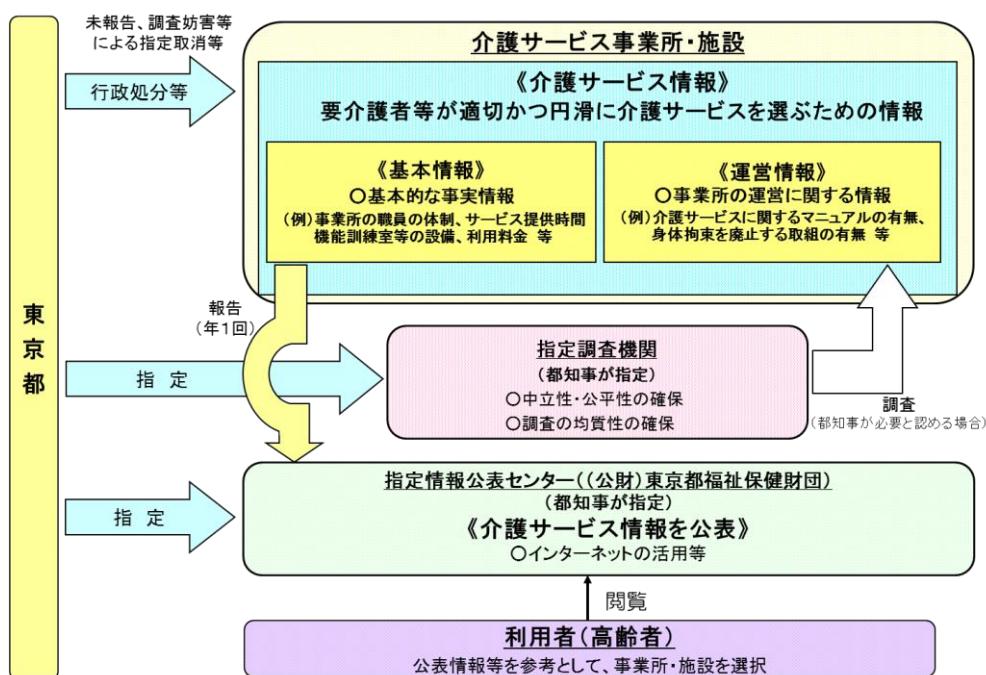 未報告、調査妨害等
による指定取消等
行政処分等
介護サービス事業所・施設
《介護サービス情報》
要介護者等が適切かつ円滑に介護サービスを選ぶための情報
《基本情報》
〇基本的な事実情報
(例)事業所の職員の体制、サービス提供時間
機能訓練室等の設備、利用料金 等
《運営情報》
〇事業所の運営に関する情報
(例)介護サービスに関するマニュアルの有無、
身体拘束を廃止する取組の有無 等
東京都
報告
(年1回)
指 定
指定調査機関
(都知事が指定)
〇中立性・公平性の確保
〇調査の均質性の確保
調査
(都知事が必要と認める場合)
指 定
指定情報公表センター((公財)東京都福祉保健財団)
(都知事が指定)
《介護サービス情報を公表》
〇インターネットの活用等
閲覧
利用者(高齢者)
公表情報等を参考として、事業所・施設を選択